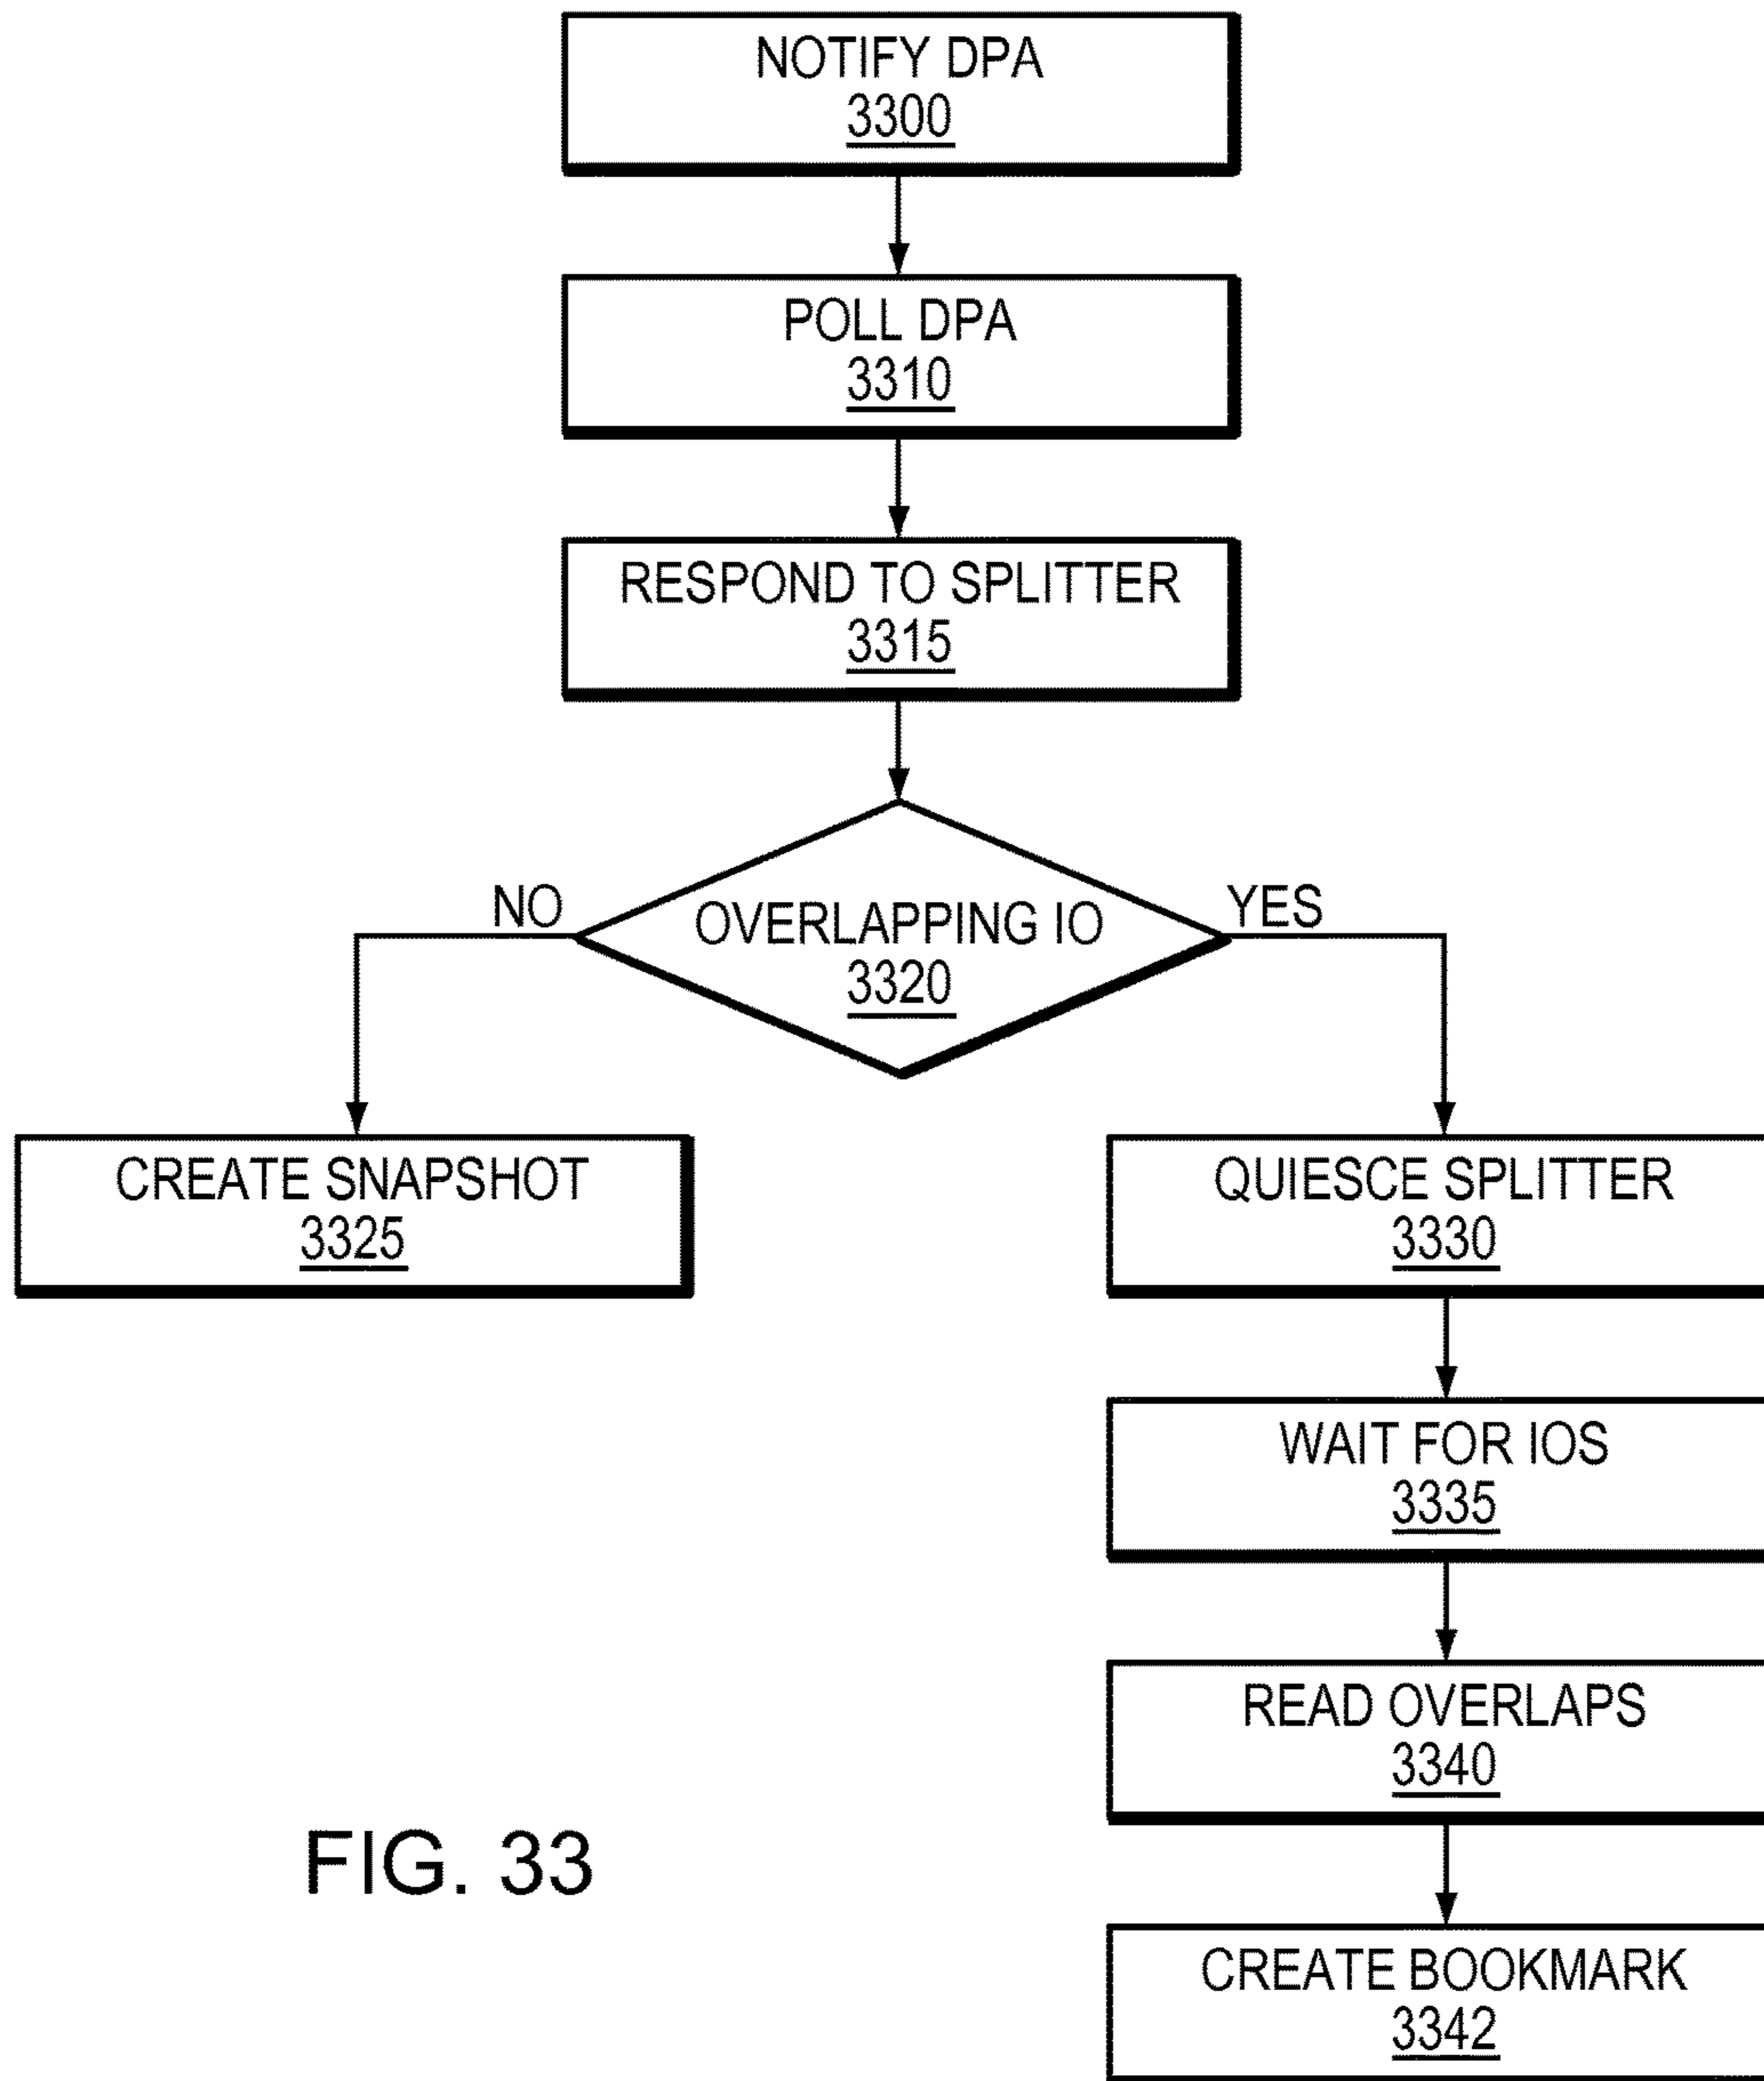 NOTIFY DPA
3300
POLL DPA
3310
RESPOND TO SPLITTER
3315
OVERLAPPING IO
3320
NO
YES
CREATE SNAPSHOT
3325
QUIESCE SPLITTER
3330
WAIT FOR IOS
3335
READ OVERLAPS
3340
CREATE BOOKMARK
3342
FIG. 33